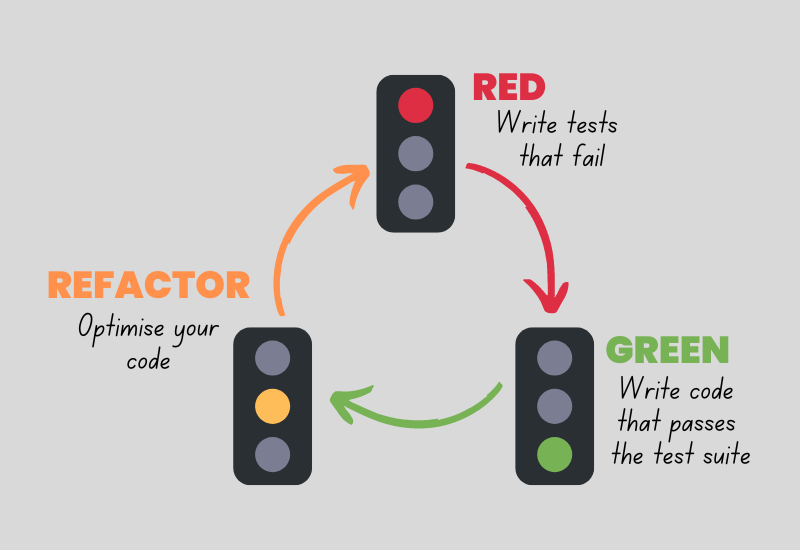 RED
Write tests
that fail
REFACTOR
Optimise your
code
GREEN
Write code
that passes
the test suite